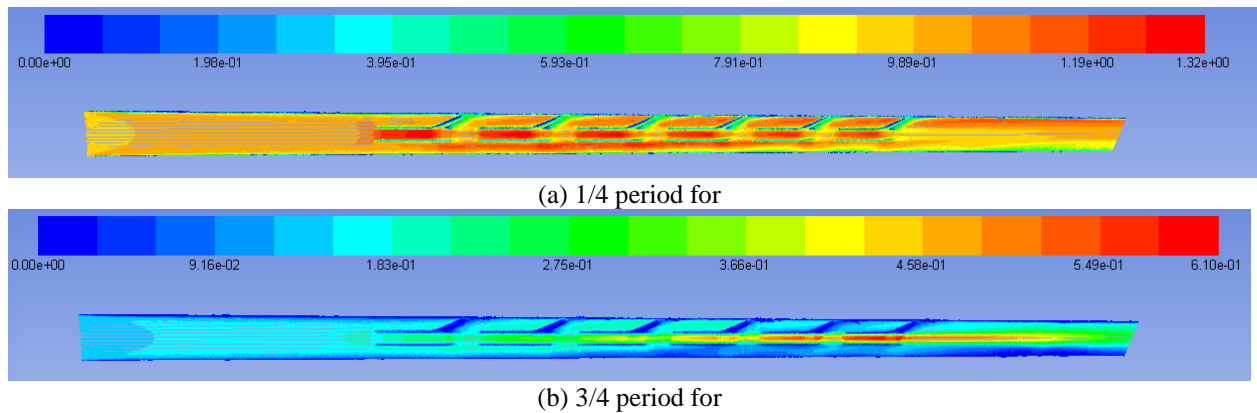 0.00e+00 1.98e-01 3.95e-01 5.93e-01 7.91e-01 9.89e-01 1.19e+00 1.32e+00
(a) 1/4 period for
0.00e+00 9.16e-02 1.83e-01 2.75e-01 3.66e-01 4.58e-01 5.49e-01 6.10e-01
(b) 3/4 period for